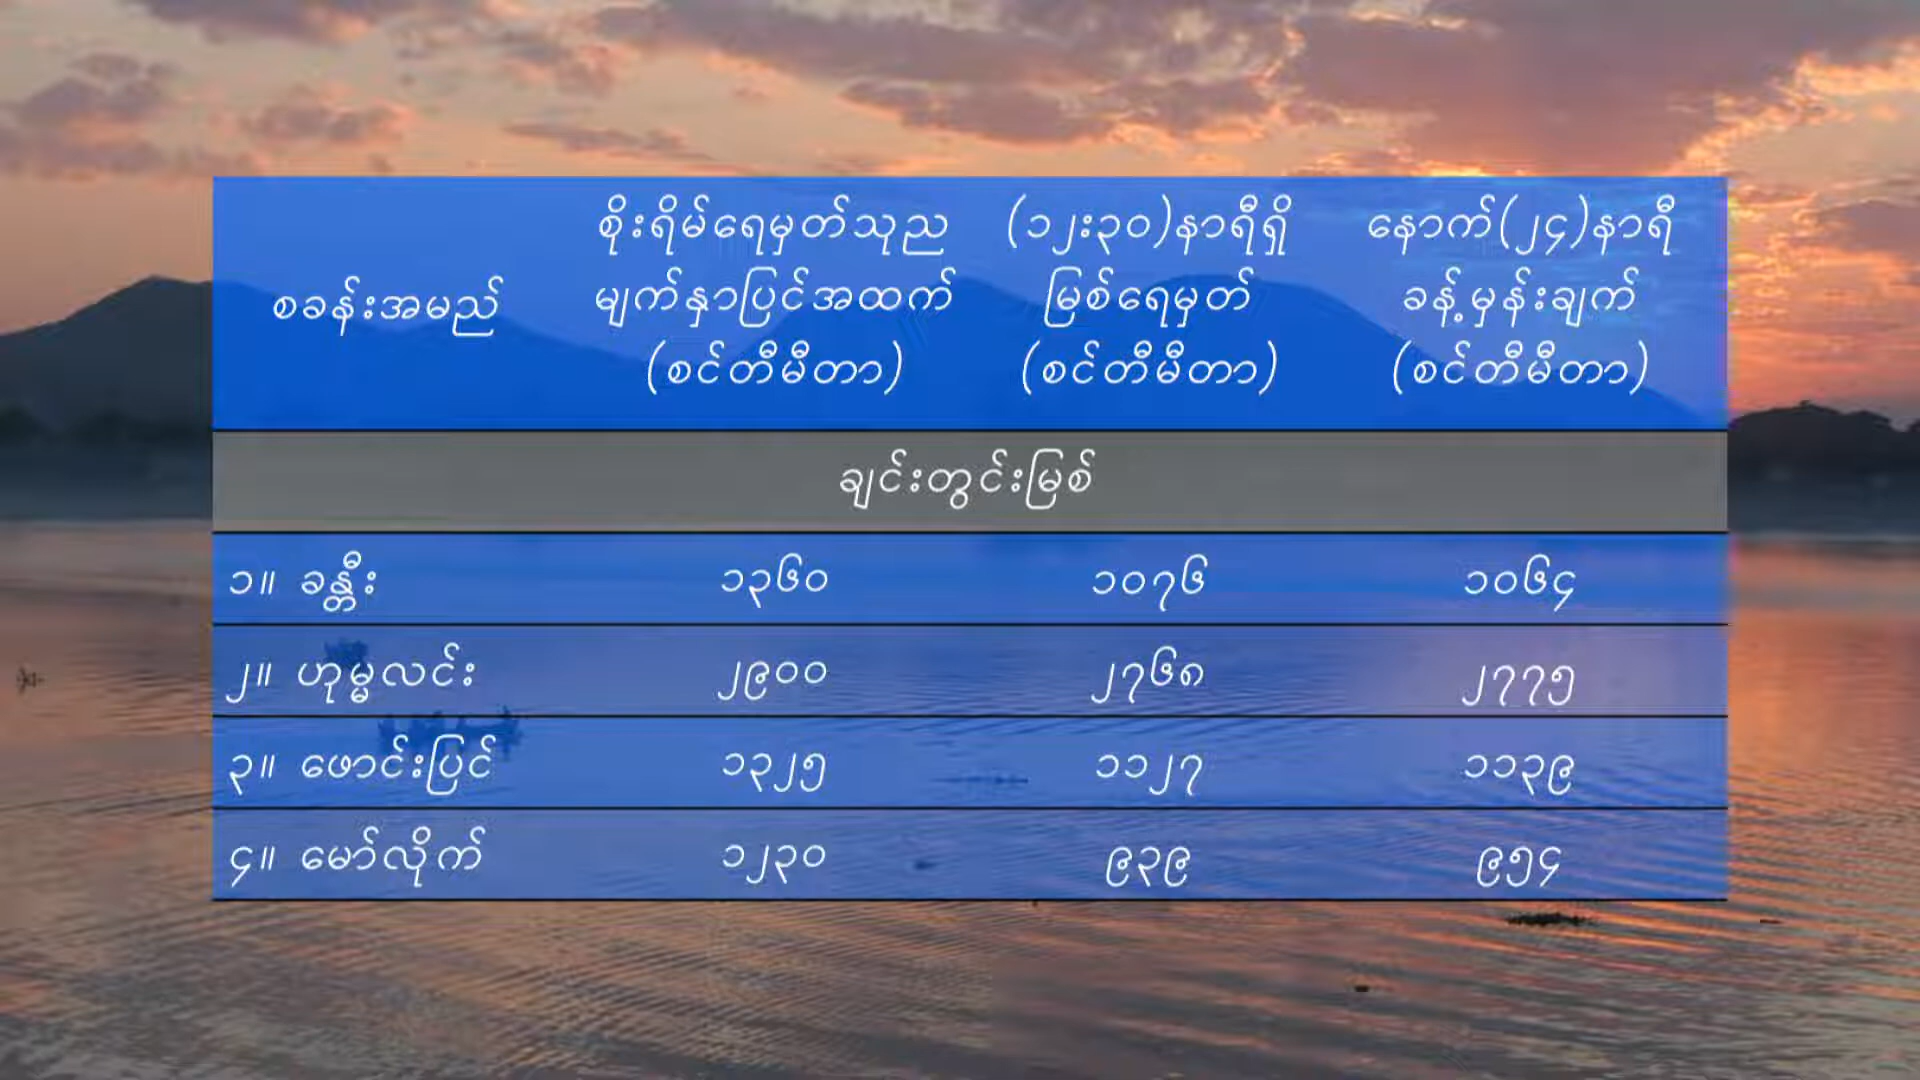 စခန်းအမည်
စိုးရိမ်ရေမှတ်သုည
မျက်နှာပြင်အထက်
(စင်တီမီတာ)
(၁၂း၃၀)နာရီရှိ
မြစ်ရေမှတ်
(စင်တီမီတာ)
နောက်(၂၄)နာရီ
ခန့်မှန်းချက်
(စင်တီမီတာ)
ချင်းတွင်းမြစ်
၁။ ခန္တီး ၁၃၆၀ ၁၀၇၆ ၁၀၆၄
၂။ ဟုမ္မလင်း ၂၉၀၀ ၂၇၆၈ ၂၇၇၅
၃။ ဖောင်းပြင် ၁၃၂၅ ၁၁၂၇ ၁၁၃၉
၄။ မော်လိုက် ၁၂၃၀ ၉၃၉ ၉၅၄